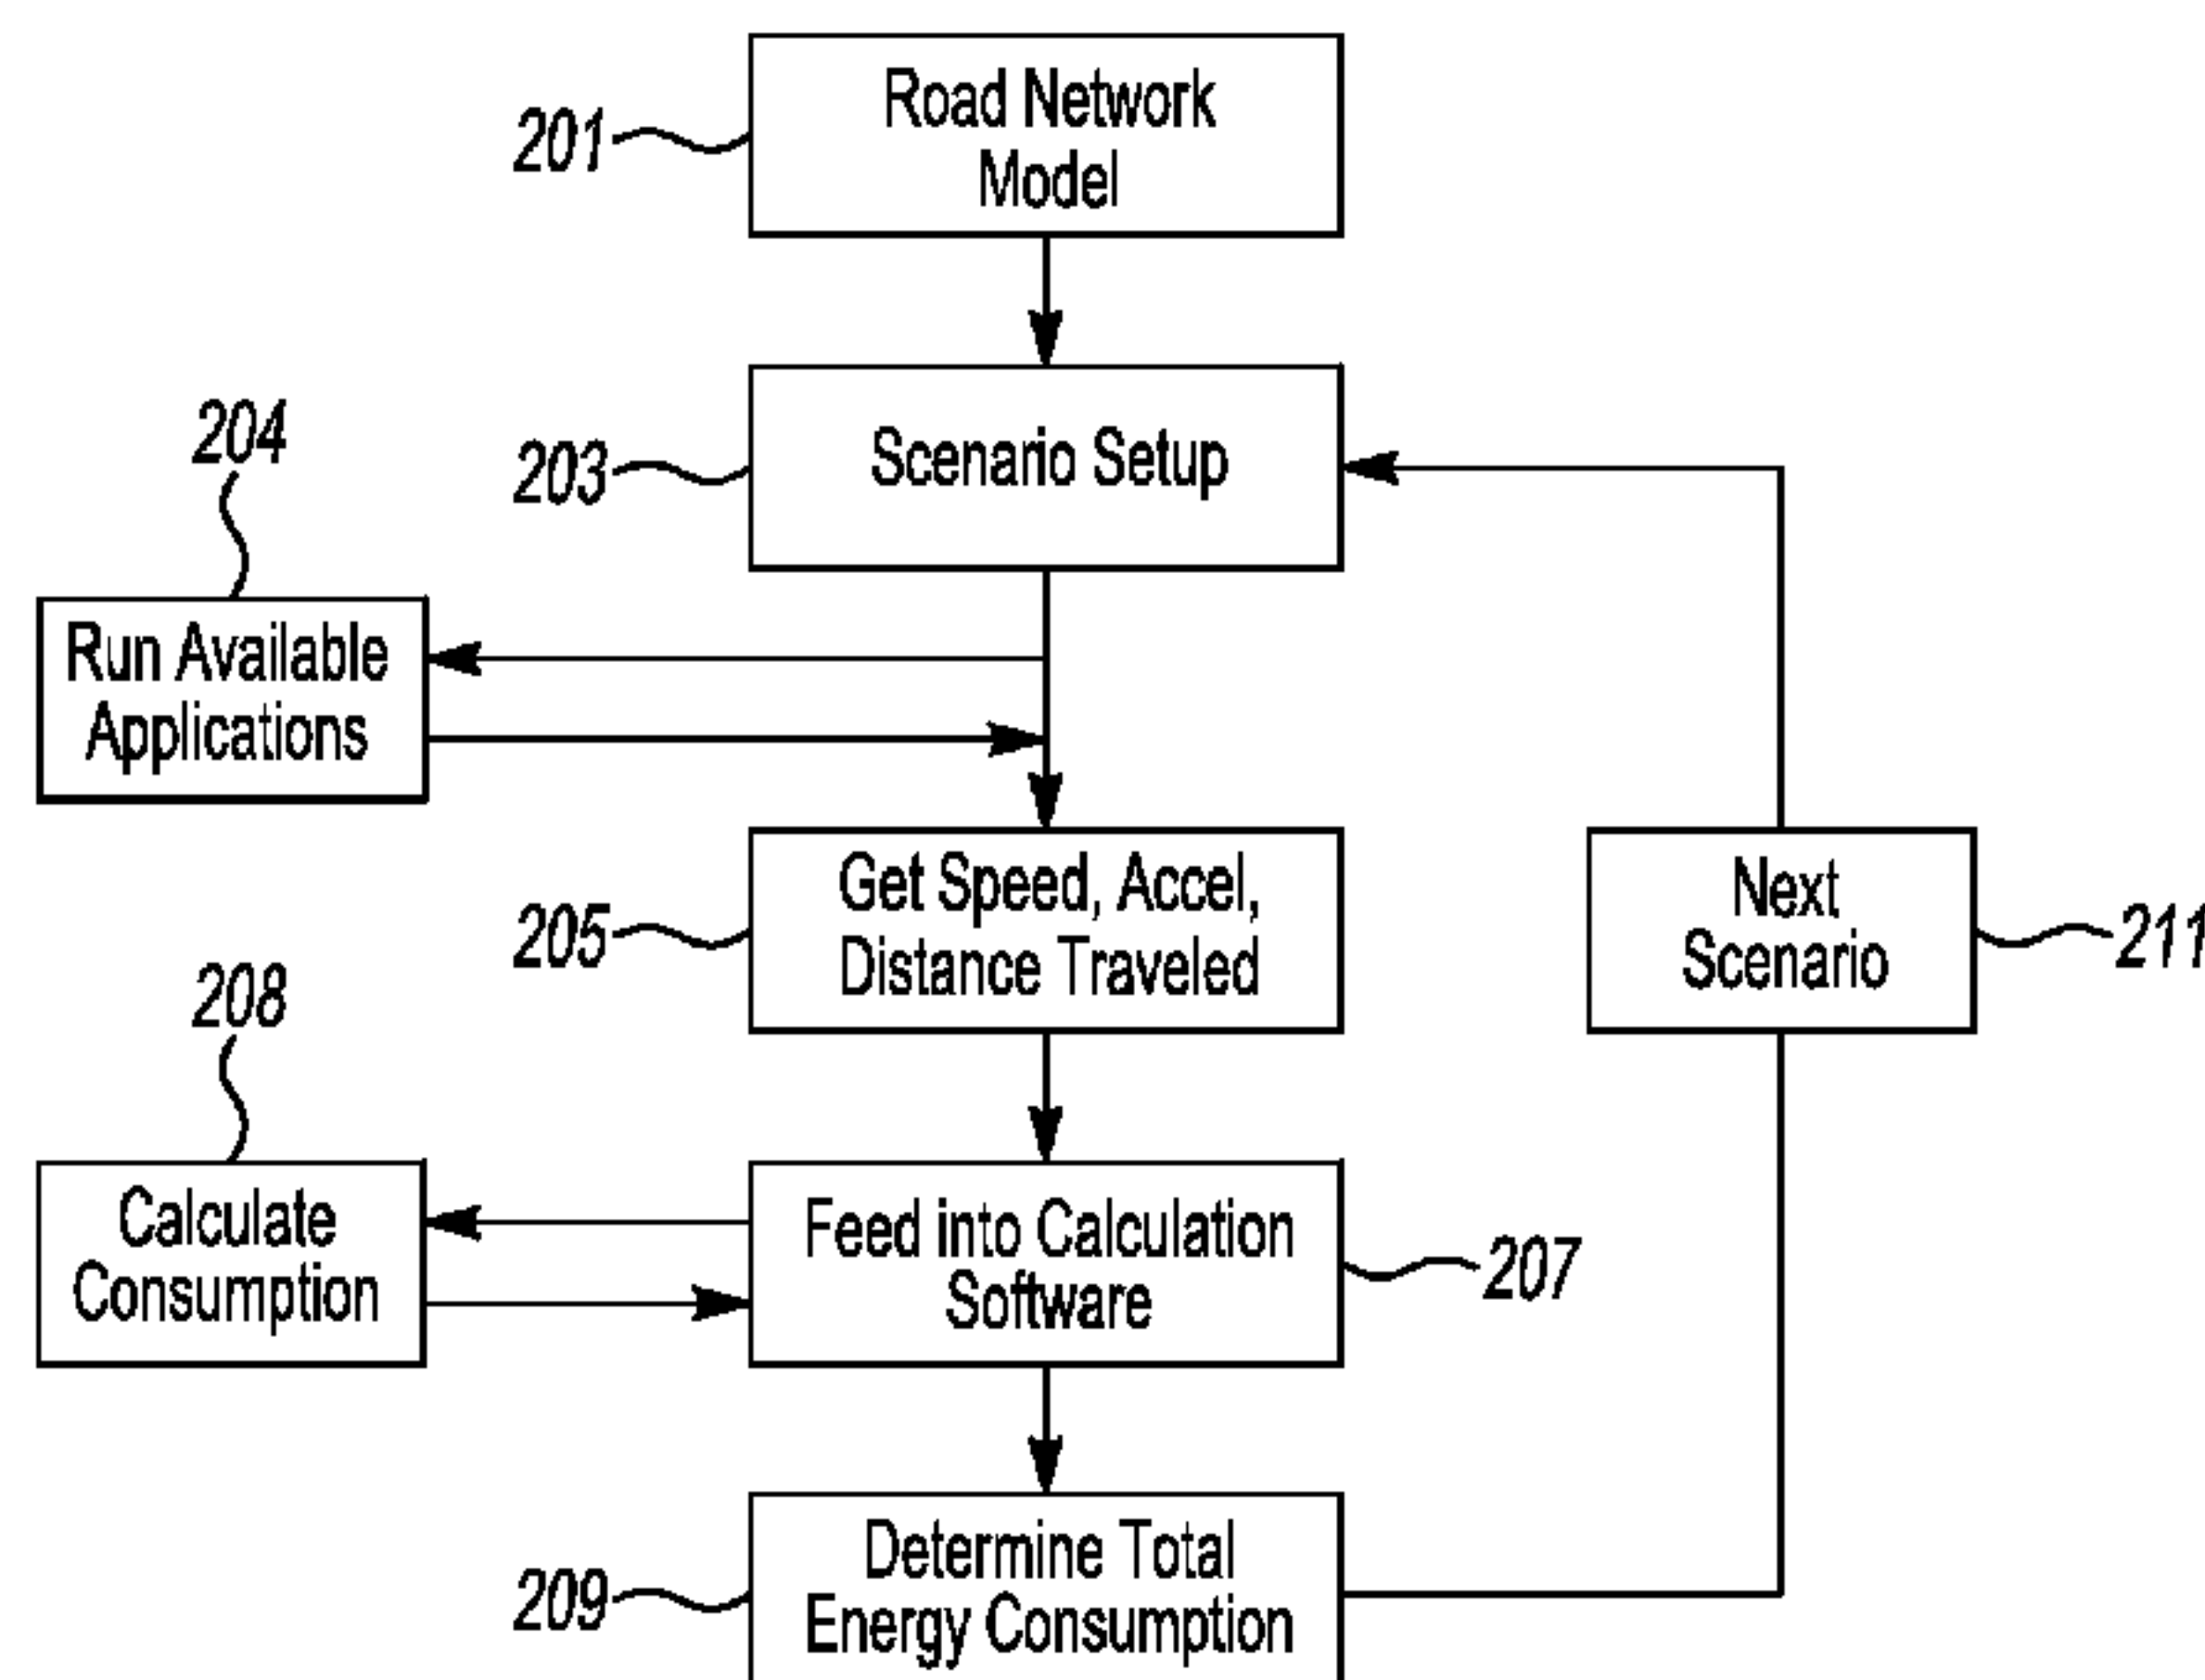 Road Network
Model
201
Scenario Setup
203
204
Run Available
Applications
Get Speed, Accel,
Distance Traveled
205
Next
Scenario
211
208
Calculate
Consumption
Feed into Calculation
Software
207
Determine Total
Energy Consumption
209